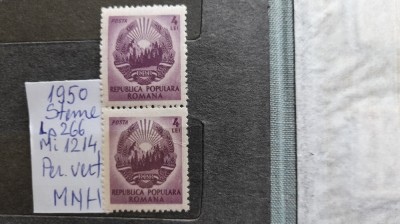 1950
Steme
Lp 266
Mi 1214
Per. vert
MNH
POSTA 4 LEI
REPUBLICA POPULARA
ROMANA
POSTA 4 LEI
REPUBLICA POPULARA
ROMANA